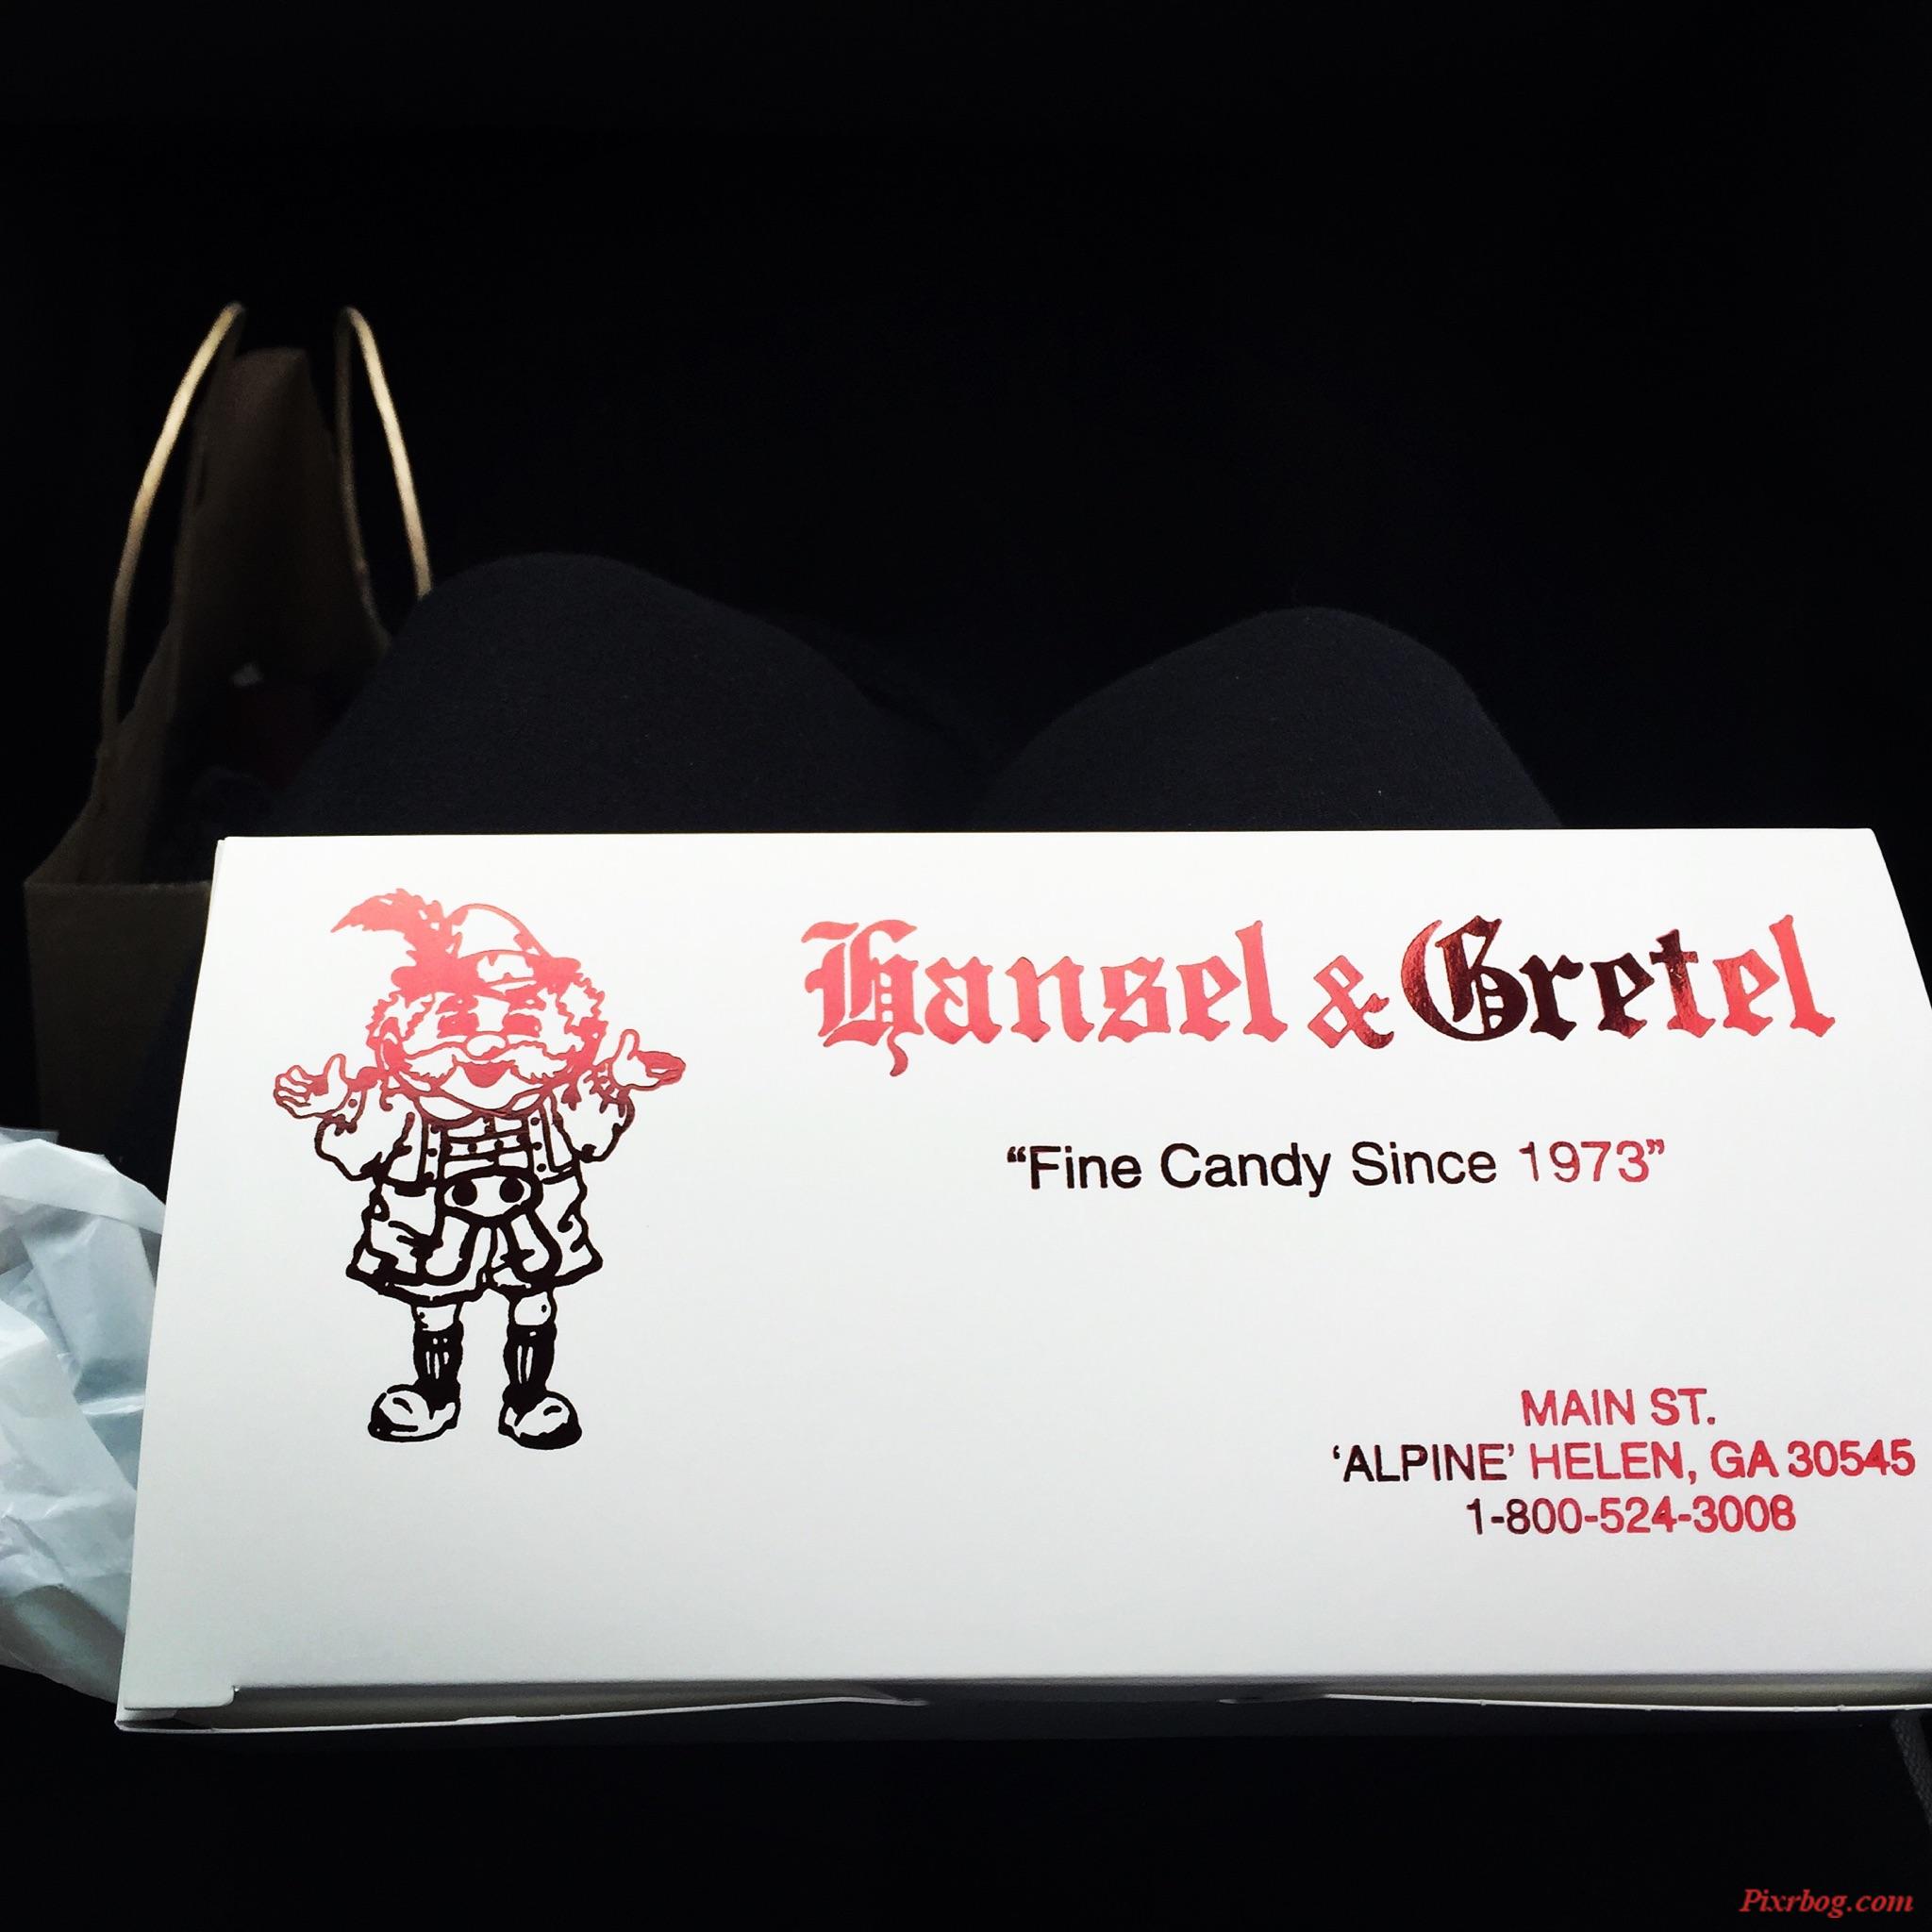 Hansel & Gretel
“Fine Candy Since 1973”
MAIN ST.
‘ALPINE’ HELEN, GA 30545
1-800-524-3008
Pixrbog.com